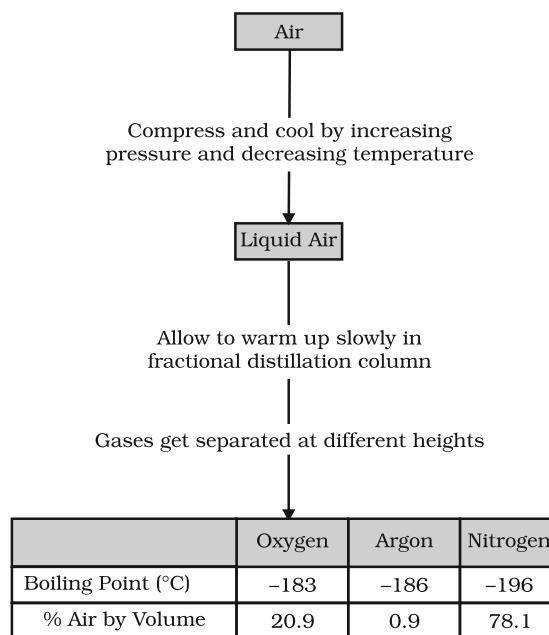 Air
Compress and cool by increasing
pressure and decreasing temperature
Liquid Air
Allow to warm up slowly in
fractional distillation column
Gases get separated at different heights
Oxygen Argon Nitrogen
Boiling Point (°C) –183 –186 –196
% Air by Volume 20.9 0.9 78.1